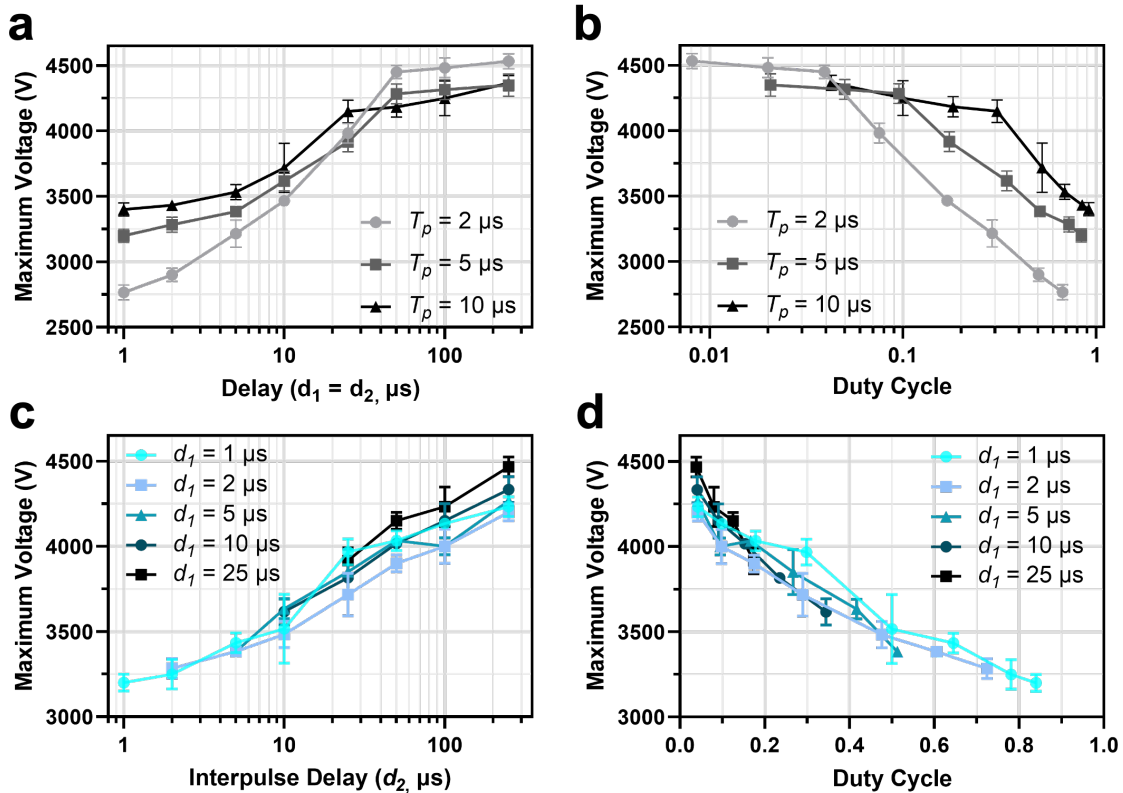 a
Maximum Voltage (V)
4500
4000
3500
3000
2500
1
10
100
Delay (d1 = d2, µs)
Tp = 2 µs
Tp = 5 µs
Tp = 10 µs
b
Maximum Voltage (V)
4500
4000
3500
3000
2500
0.01
0.1
1
Duty Cycle
Tp = 2 µs
Tp = 5 µs
Tp = 10 µs
c
Maximum Voltage (V)
4500
4000
3500
3000
1
10
100
Interpulse Delay (d2, µs)
d1 = 1 µs
d1 = 2 µs
d1 = 5 µs
d1 = 10 µs
d1 = 25 µs
d
Maximum Voltage (V)
4500
4000
3500
3000
0.0
0.2
0.4
0.6
0.8
1.0
Duty Cycle
d1 = 1 µs
d1 = 2 µs
d1 = 5 µs
d1 = 10 µs
d1 = 25 µs